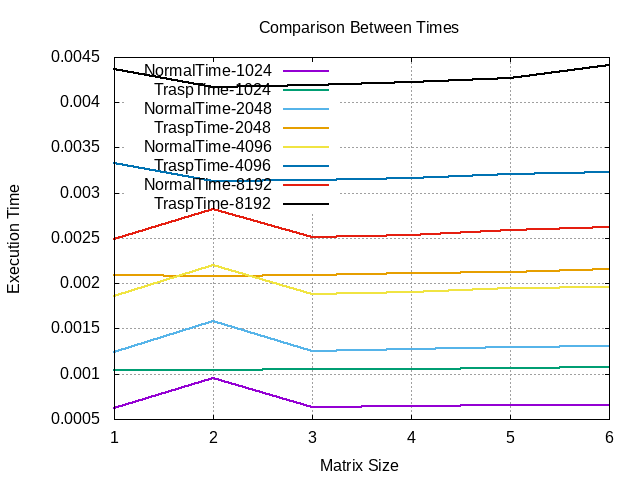 Comparison Between Times
0.0045
0.004
0.0035
0.003
0.0025
0.002
0.0015
0.001
0.0005
Execution Time
NormalTime-1024
TraspTime-1024
NormalTime-2048
TraspTime-2048
NormalTime-4096
TraspTime-4096
NormalTime-8192
TraspTime-8192
1 2 3 4 5 6
Matrix Size